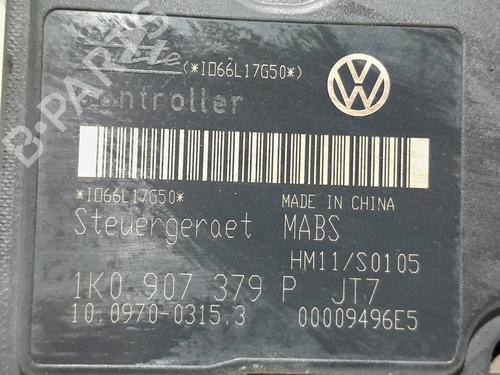 Ate (*I066L17G50*)
Controller
*I066L17G50*
MADE IN CHINA
Steuergeraet MABS
HM11/S0105
1K0 907 379 P JT7
10.0970-0315.3 00009496E5
B-PARTS